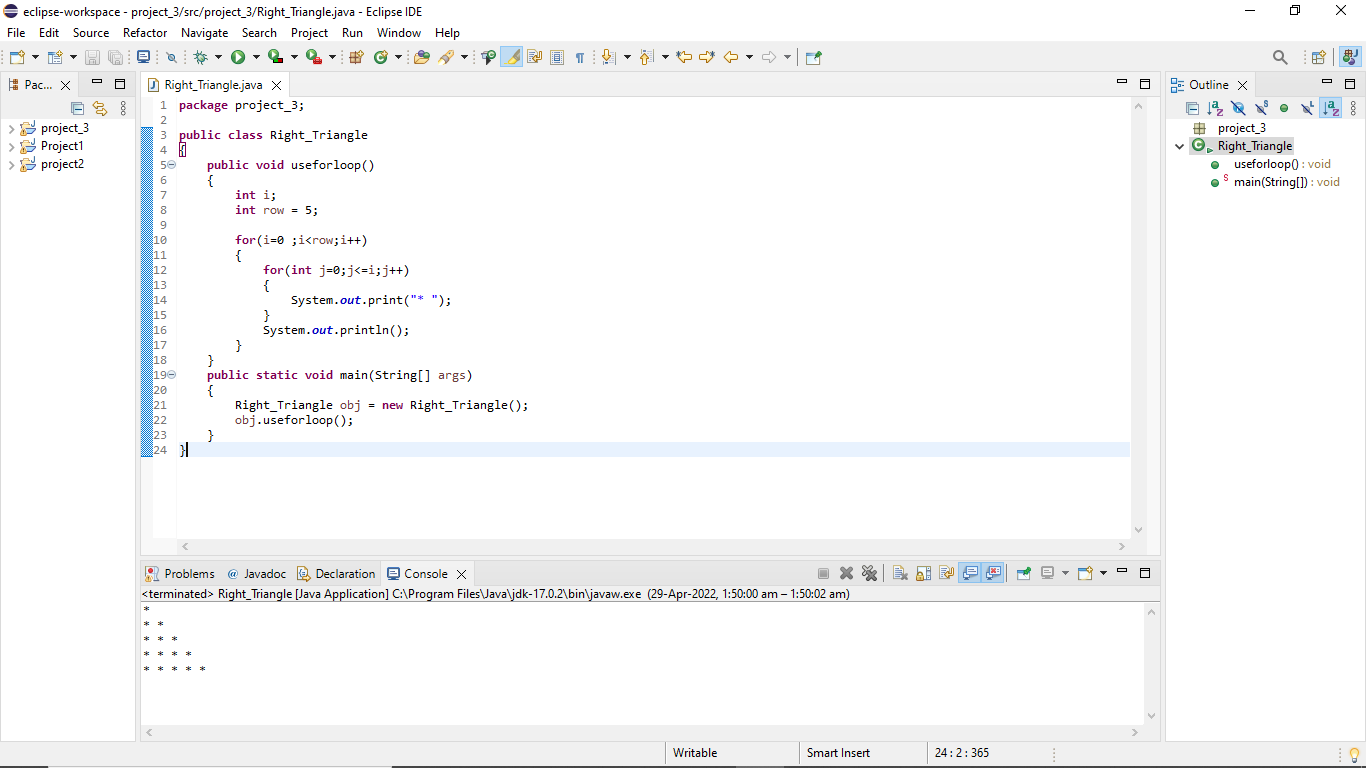 eclipse-workspace - project_3/src/project_3/Right_Triangle.java - Eclipse IDE
File Edit Source Refactor Navigate Search Project Run Window Help
Pac...
project_3
Project1
project2
Right_Triangle.java
1 package project_3;
2
3 public class Right_Triangle
4 {
5 public void useforloop()
6 {
7 int i;
8 int row = 5;
9
10 for(i=0 ;i<row;i++)
11 {
12 for(int j=0;j<=i;j++)
13 {
14 System.out.print("* ");
15 }
16 System.out.println();
17 }
18 }
19 public static void main(String[] args)
20 {
21 Right_Triangle obj = new Right_Triangle();
22 obj.useforloop();
23 }
24 }
Outline
project_3
Right_Triangle
useforloop() : void
main(String[]) : void
Problems @ Javadoc Declaration Console
<terminated> Right_Triangle [Java Application] C:\Program Files\Java\jdk-17.0.2\bin\javaw.exe (29-Apr-2022, 1:50:00 am – 1:50:02 am)
*
* *
* * *
* * * *
* * * * *
Writable Smart Insert 24 : 2 : 365